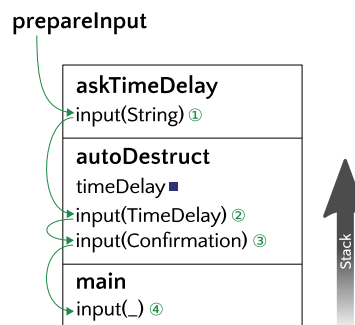 prepareInput
askTimeDelay
input(String) ①
autoDestruct
timeDelay
input(TimeDelay) ②
input(Confirmation) ③
main
input(_) ④
Stack